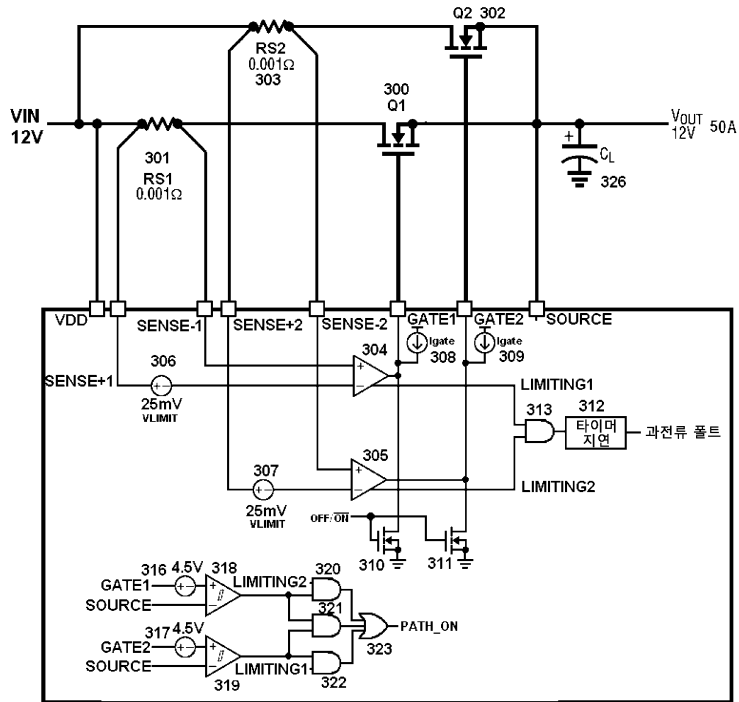 Q2 302
RS2
0.001Ω
303
300
Q1
VIN
12V
VOUT
12V 50A
301
RS1
0.001Ω
+
CL
326
VDD
SENSE-1
SENSE+2
SENSE-2
GATE1
GATE2
SOURCE
Igate
308
Igate
309
304
306
SENSE+1
LIMITING1
25mV
VLIMIT
313
312
타이머
지연
과전류 폴트
305
307
LIMITING2
25mV
VLIMIT
OFF/ON
310
311
316 4.5V
318
LIMITING2
320
GATE1
SOURCE
321
317 4.5V
PATH_ON
323
GATE2
SOURCE
LIMITING1
319
322